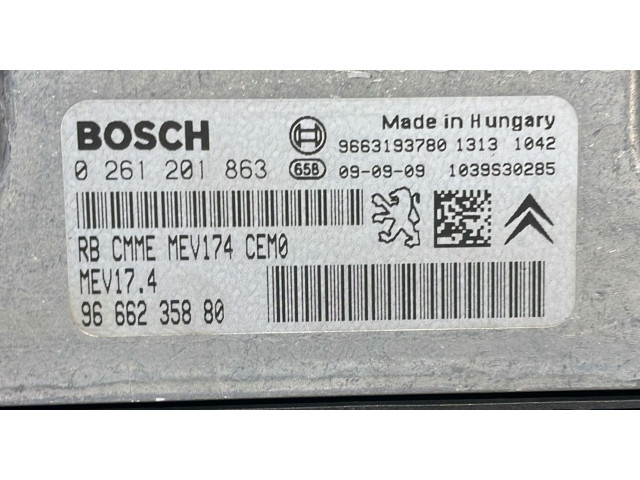 BOSCH
Made in Hungary
9663193780 1313 1042
0 261 201 863 658 09-09-09 1039S30285
RB CMME MEV174 CEM0
MEV17.4
96 662 358 80